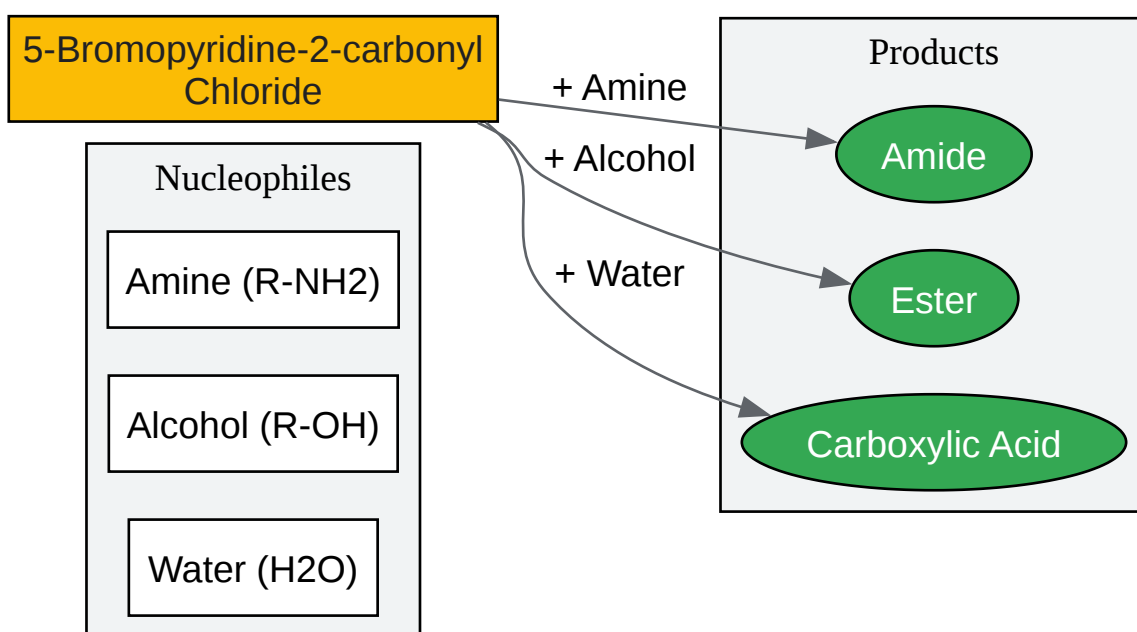 5-Bromopyridine-2-carbonyl
Chloride
Nucleophiles
Amine (R-NH2)
Alcohol (R-OH)
Water (H2O)
+ Amine
+ Alcohol
+ Water
Products
Amide
Ester
Carboxylic Acid